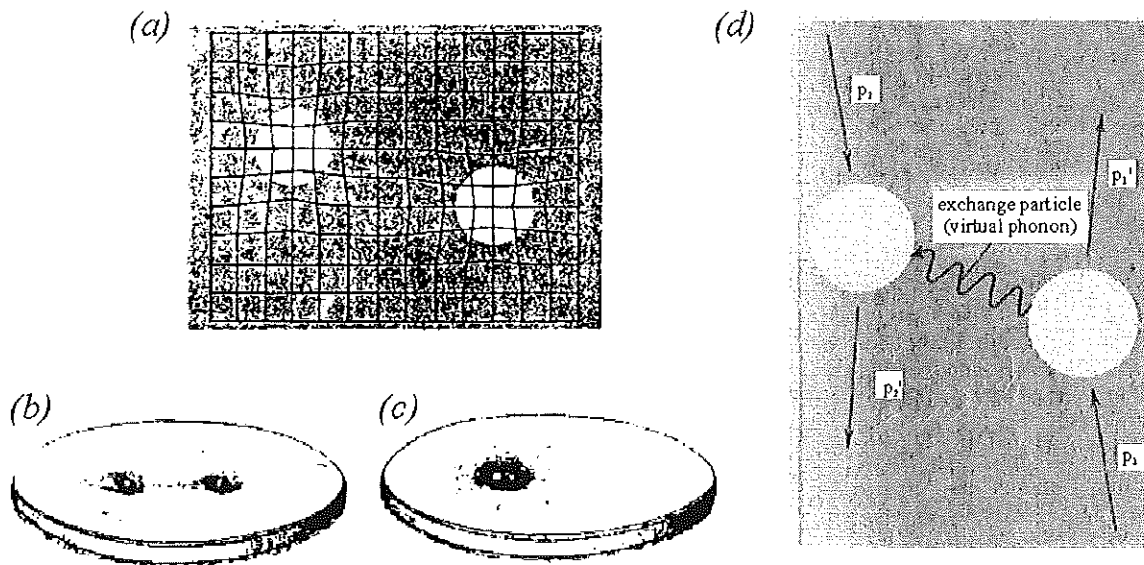 (a)
(d)
p₁
p₁'
exchange particle
(virtual phonon)
p₂'
p₂
(b)
(c)